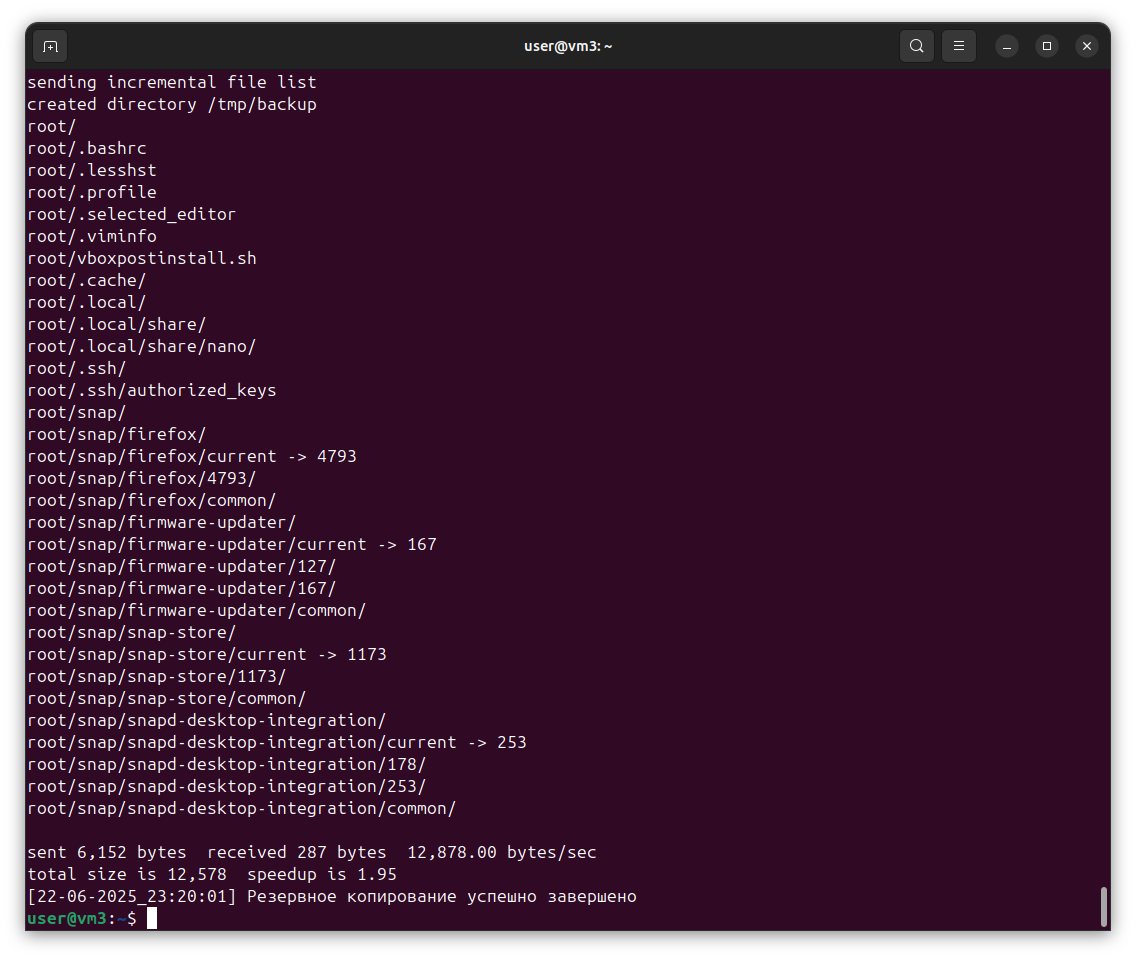 user@vm3: ~
sending incremental file list
created directory /tmp/backup
root/
root/.bashrc
root/.lesshst
root/.profile
root/.selected_editor
root/.viminfo
root/vboxpostinstall.sh
root/.cache/
root/.local/
root/.local/share/
root/.local/share/nano/
root/.ssh/
root/.ssh/authorized_keys
root/snap/
root/snap/firefox/
root/snap/firefox/current -> 4793
root/snap/firefox/4793/
root/snap/firefox/common/
root/snap/firmware-updater/
root/snap/firmware-updater/current -> 167
root/snap/firmware-updater/127/
root/snap/firmware-updater/167/
root/snap/firmware-updater/common/
root/snap/snap-store/
root/snap/snap-store/current -> 1173
root/snap/snap-store/1173/
root/snap/snap-store/common/
root/snap/snapd-desktop-integration/
root/snap/snapd-desktop-integration/current -> 253
root/snap/snapd-desktop-integration/178/
root/snap/snapd-desktop-integration/253/
root/snap/snapd-desktop-integration/common/
sent 6,152 bytes  received 287 bytes  12,878.00 bytes/sec
total size is 12,578  speedup is 1.95
[22-06-2025_23:20:01] Резервное копирование успешно завершено
user@vm3:~$